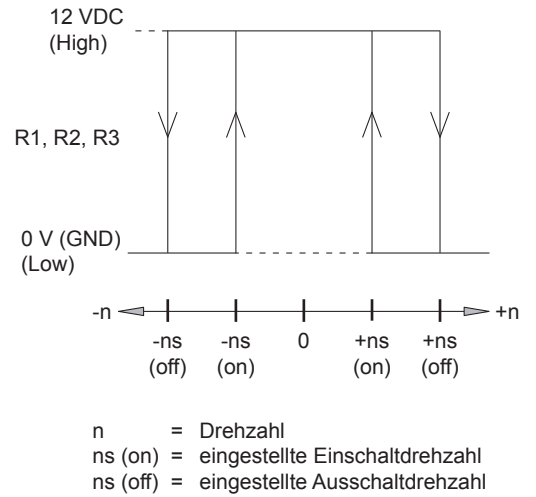 12 VDC
(High)
R1, R2, R3
0 V (GND)
(Low)
-n +n
-ns -ns 0 +ns +ns
(off) (on) (on) (off)
n = Drehzahl
ns (on) = eingestellte Einschaltdrehzahl
ns (off) = eingestellte Ausschaltdrehzahl